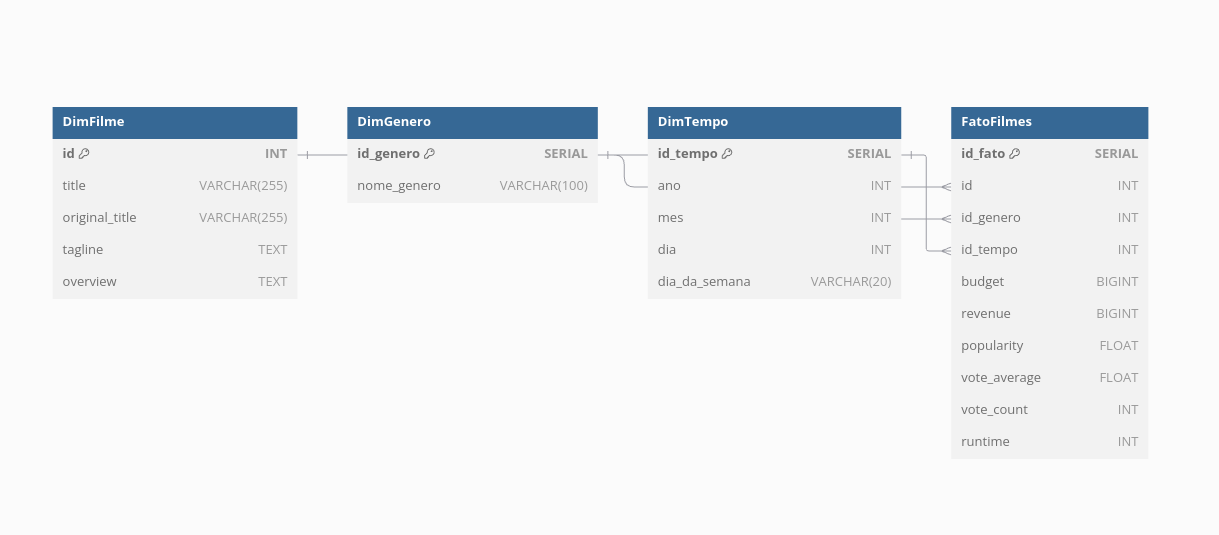 DimFilme
id INT
title VARCHAR(255)
original_title VARCHAR(255)
tagline TEXT
overview TEXT
DimGenero
id_genero SERIAL
nome_genero VARCHAR(100)
DimTempo
id_tempo SERIAL
ano INT
mes INT
dia INT
dia_da_semana VARCHAR(20)
FatoFilmes
id_fato SERIAL
id INT
id_genero INT
id_tempo INT
budget BIGINT
revenue BIGINT
popularity FLOAT
vote_average FLOAT
vote_count INT
runtime INT